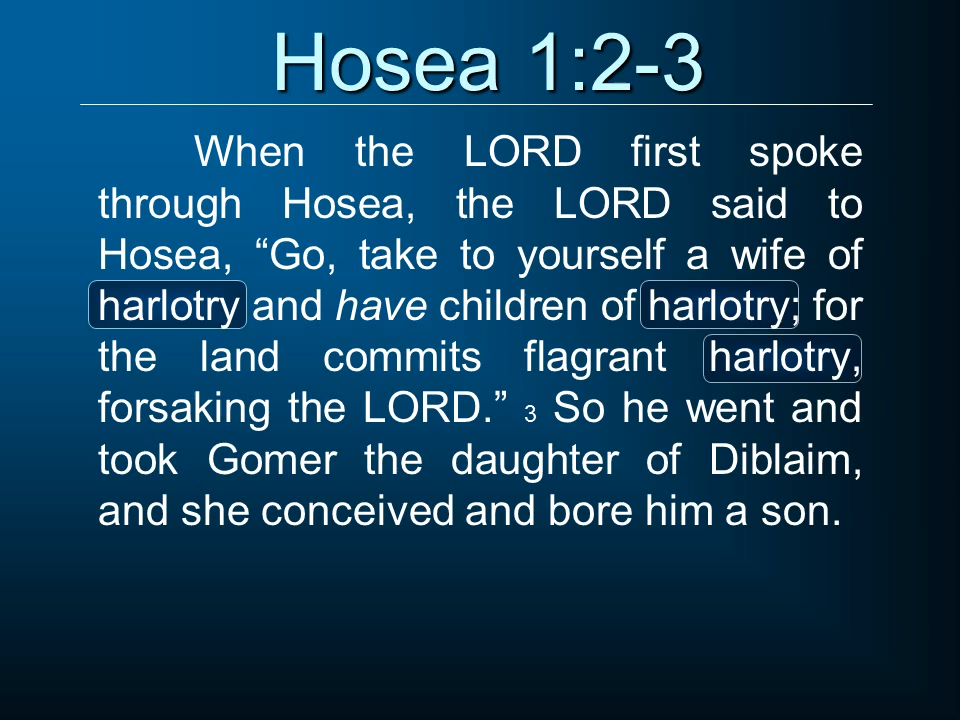 Hosea 1:2-3
When the LORD first spoke
through Hosea, the LORD said to
Hosea, “Go, take to yourself a wife of
harlotry and have children of harlotry; for
the land commits flagrant harlotry,
forsaking the LORD.” 3 So he went and
took Gomer the daughter of Diblaim,
and she conceived and bore him a son.